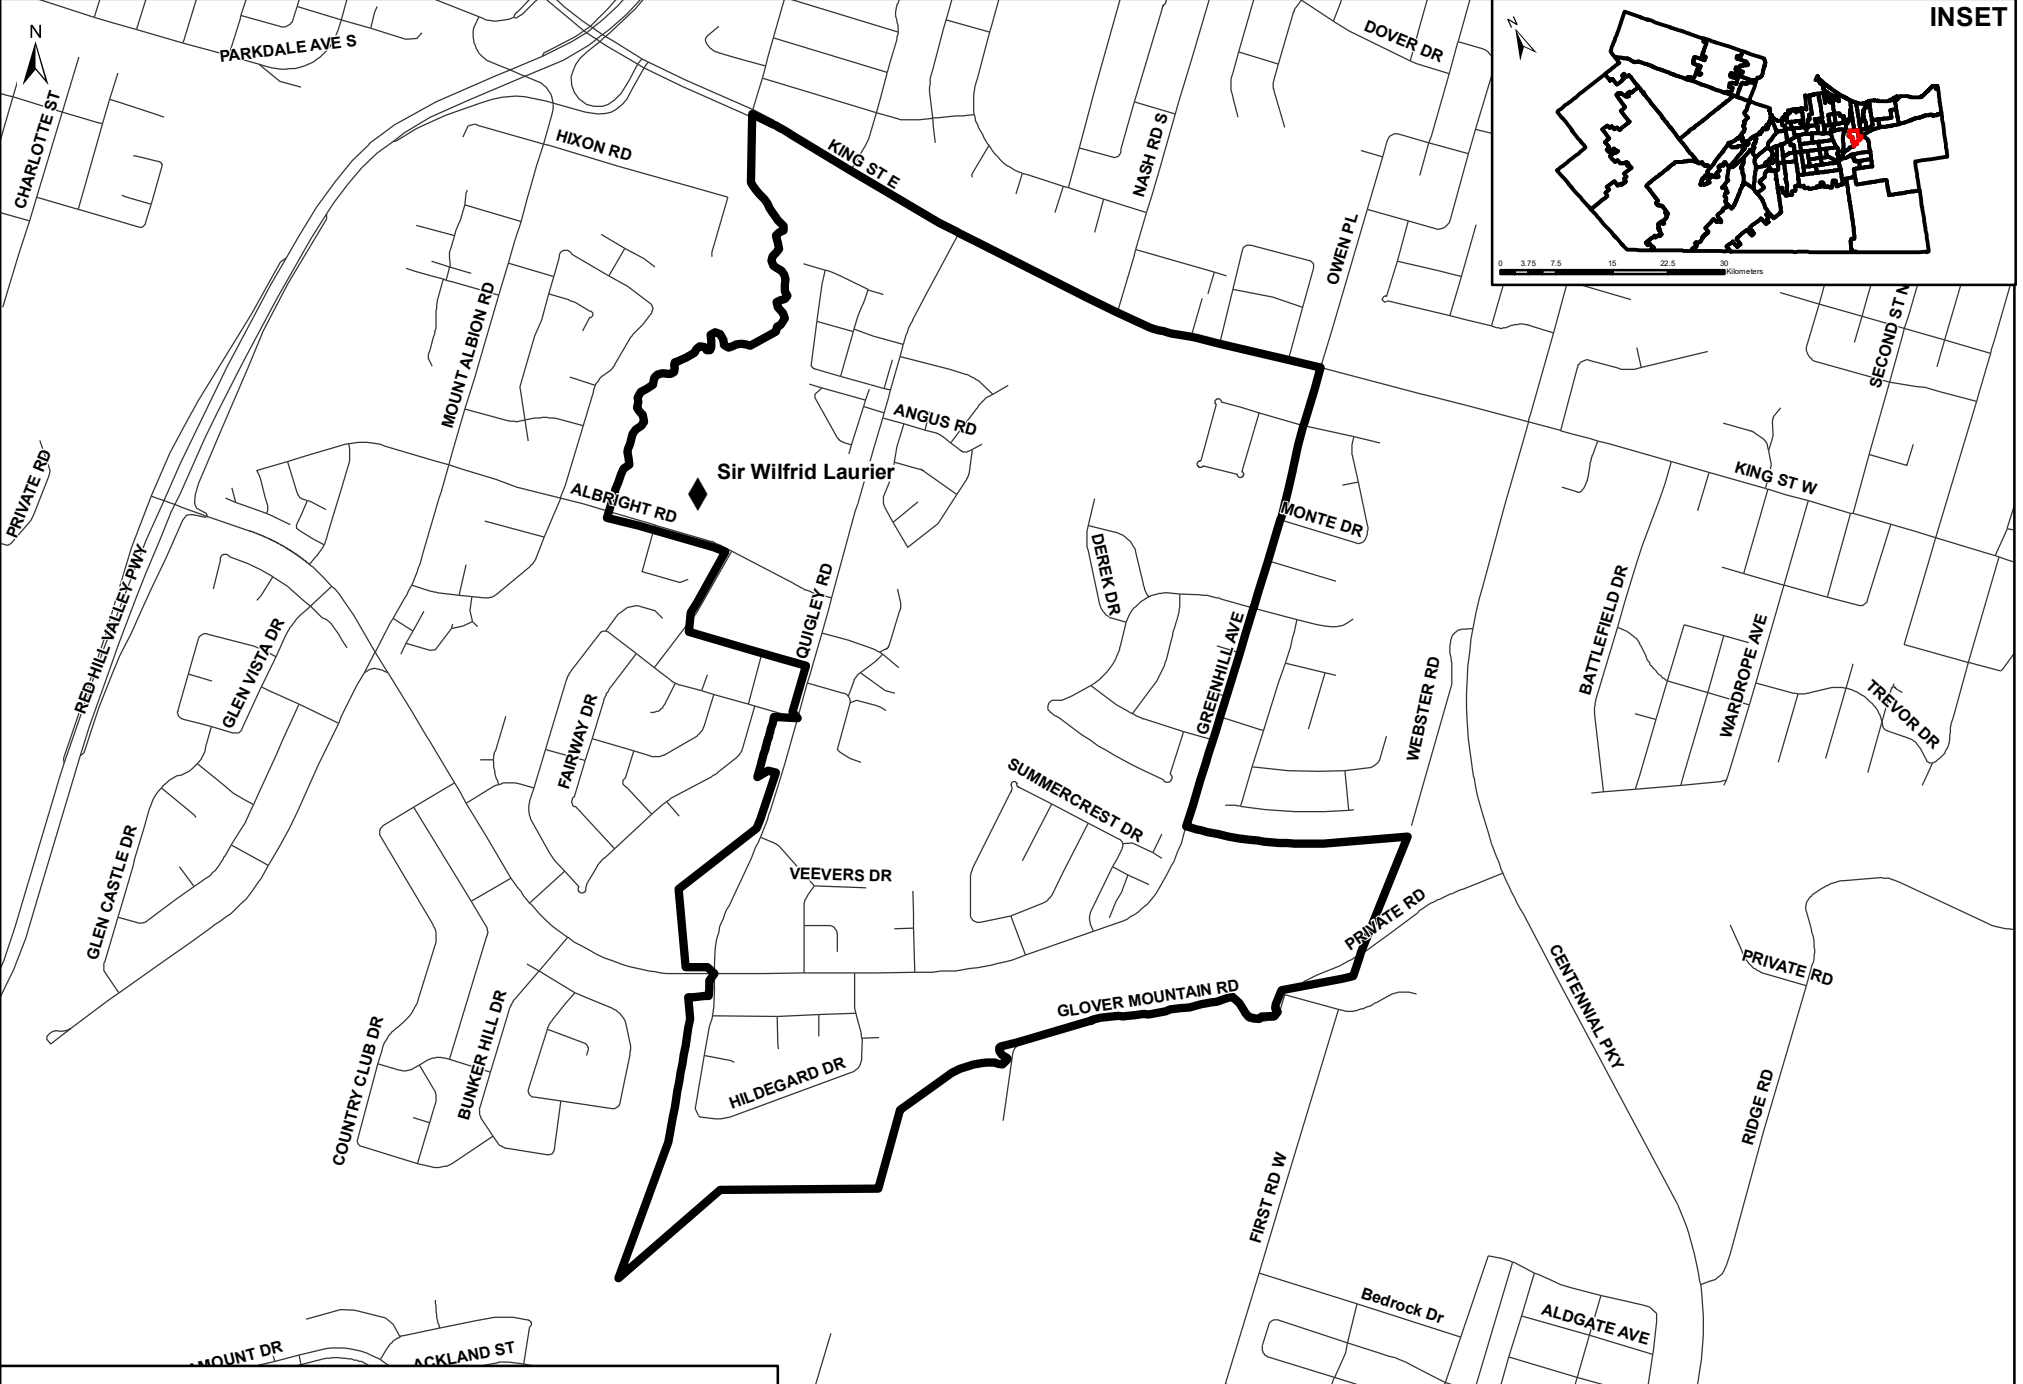 INSET
N
N
0 3.75 7.5 15 22.5 30
Kilometers
PARKDALE AVE S
DOVER DR
CHARLOTTE ST
HIXON RD
KING ST E
NASH RD S
OWEN PL
MOUNT ALBION RD
SECOND ST N
ANGUS RD
Sir Wilfrid Laurier
PRIVATE RD
ALBRIGHT RD
KING ST W
MONTE DR
DEREK DR
RED HILL VALLEY PWY
QUIGLEY RD
BATTLEFIELD DR
GLEN VISTA DR
GREENHILL AVE
WARDROPE AVE
WEBSTER RD
TREVOR DR
FAIRWAY DR
SUMMERCREST DR
GLEN CASTLE DR
VEEVERS DR
PRIVATE RD
PRIVATE RD
CENTENNIAL PKY
GLOVER MOUNTAIN RD
BUNKER HILL DR
COUNTRY CLUB DR
HILDEGARD DR
RIDGE RD
FIRST RD W
Bedrock Dr
ALDGATE AVE
MOUNT DR
ACKLAND ST